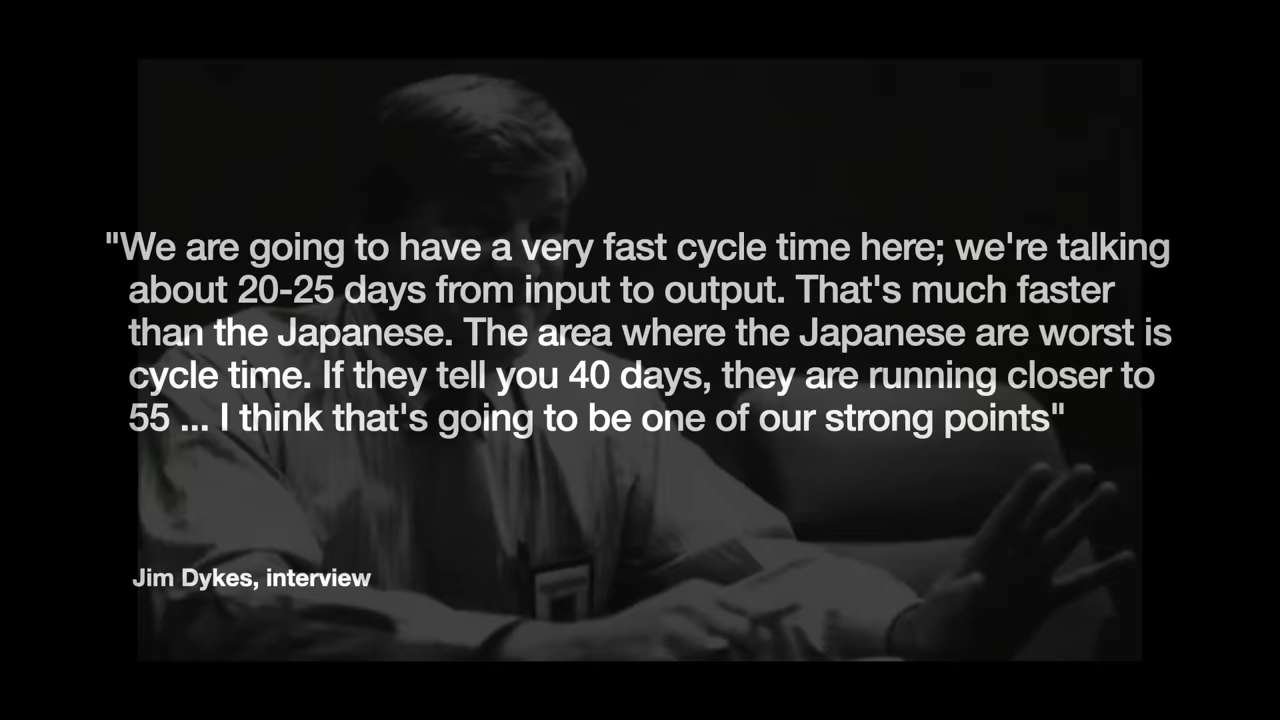 "We are going to have a very fast cycle time here; we're talking
about 20-25 days from input to output. That's much faster
than the Japanese. The area where the Japanese are worst is
cycle time. If they tell you 40 days, they are running closer to
55 ... I think that's going to be one of our strong points"
Jim Dykes, interview